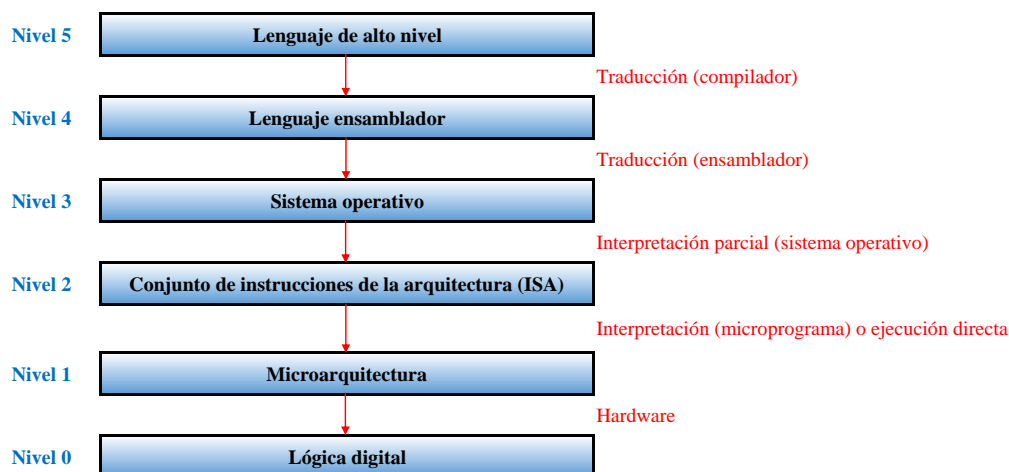 Nivel 5 Lenguaje de alto nivel
Traducción (compilador)
Nivel 4 Lenguaje ensamblador
Traducción (ensamblador)
Nivel 3 Sistema operativo
Interpretación parcial (sistema operativo)
Nivel 2 Conjunto de instrucciones de la arquitectura (ISA)
Interpretación (microprograma) o ejecución directa
Nivel 1 Microarquitectura
Hardware
Nivel 0 Lógica digital